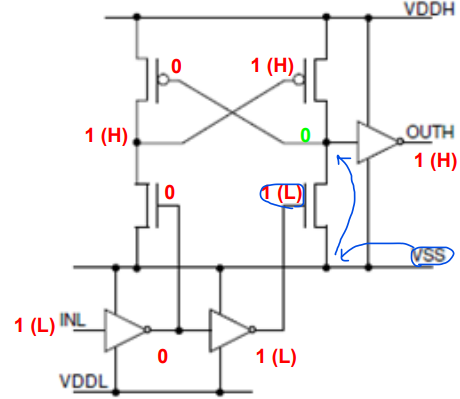 VDDH
0
1 (H)
1 (H)
0
OUTH
1 (H)
0
1 (L)
VSS
1 (L)
INL
0
1 (L)
VDDL